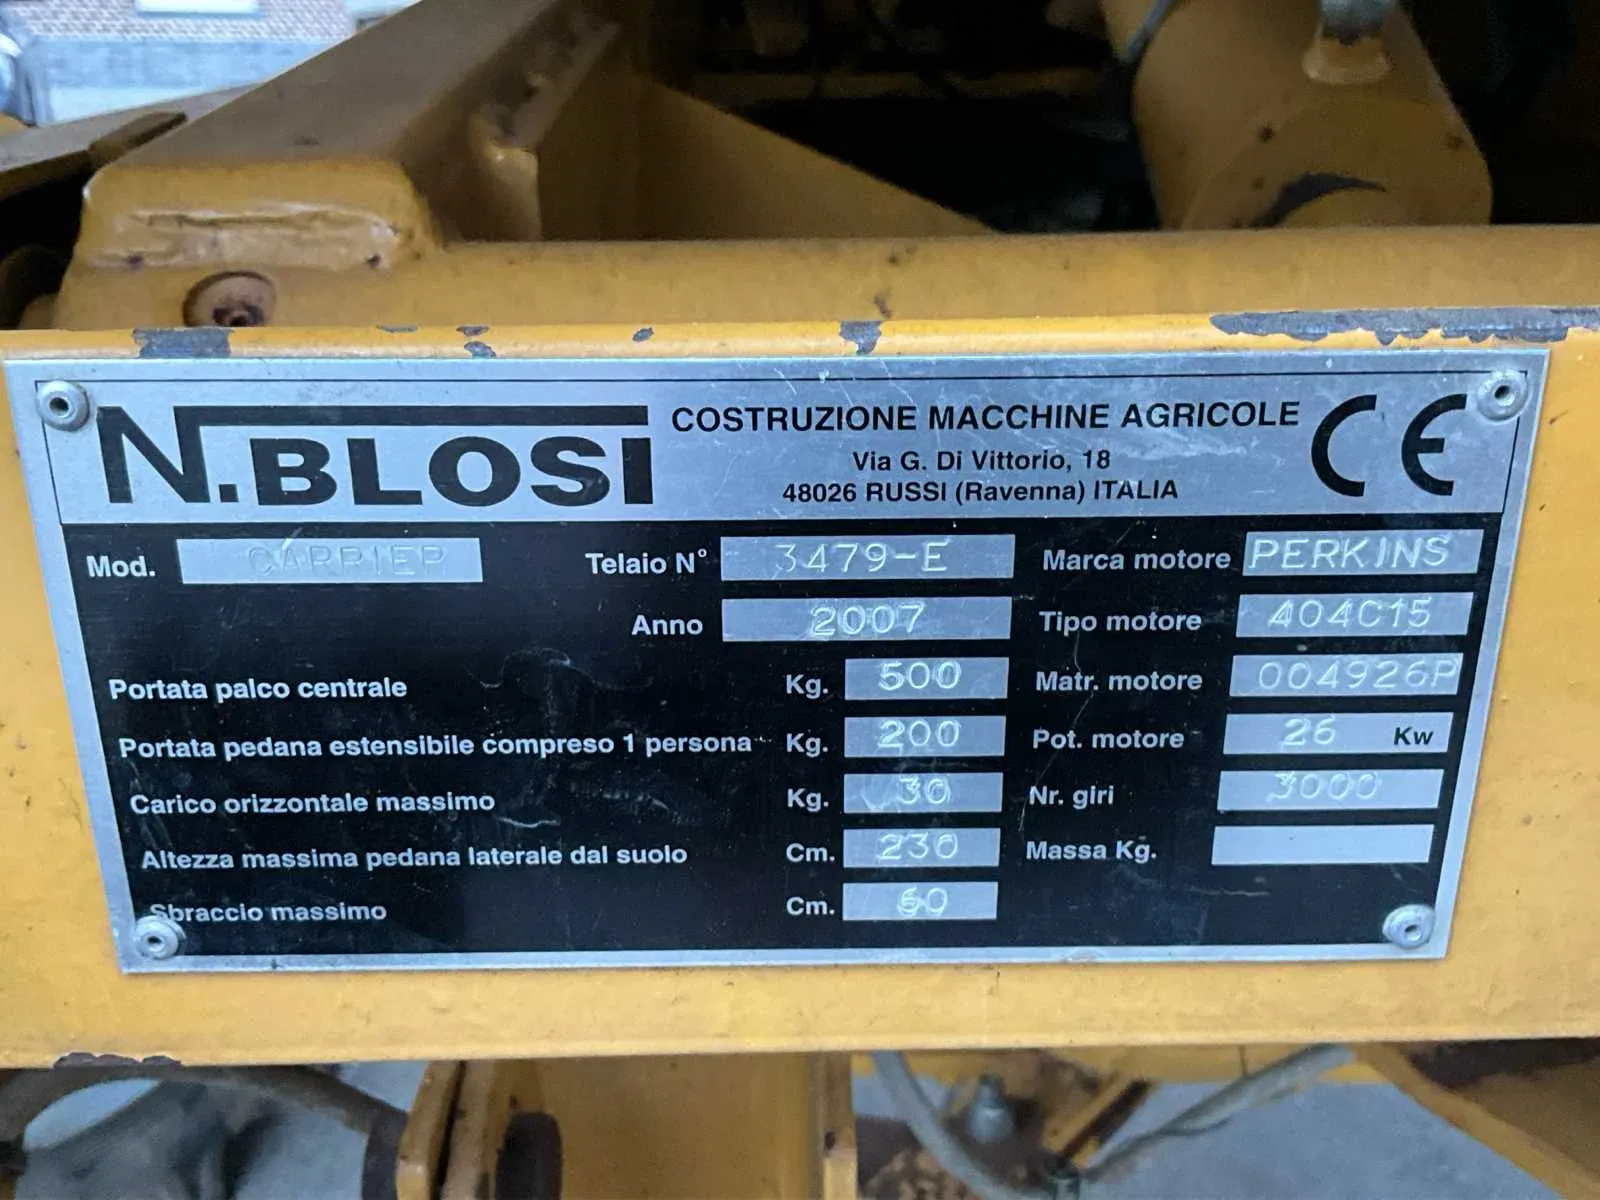 N.BLOSI
COSTRUZIONE MACCHINE AGRICOLE
Via G. Di Vittorio, 18
48026 RUSSI (Ravenna) ITALIA
CE
Mod. CARRIER
Telaio N° 3479-E
Anno 2007
Portata palco centrale Kg. 500
Portata pedana estensibile compreso 1 persona Kg. 200
Carico orizzontale massimo Kg. 30
Altezza massima pedana laterale dal suolo Cm. 230
Sbraccio massimo Cm. 60
Marca motore PERKINS
Tipo motore 404C15
Matr. motore 004926P
Pot. motore 26 Kw
Nr. giri 3000
Massa Kg.